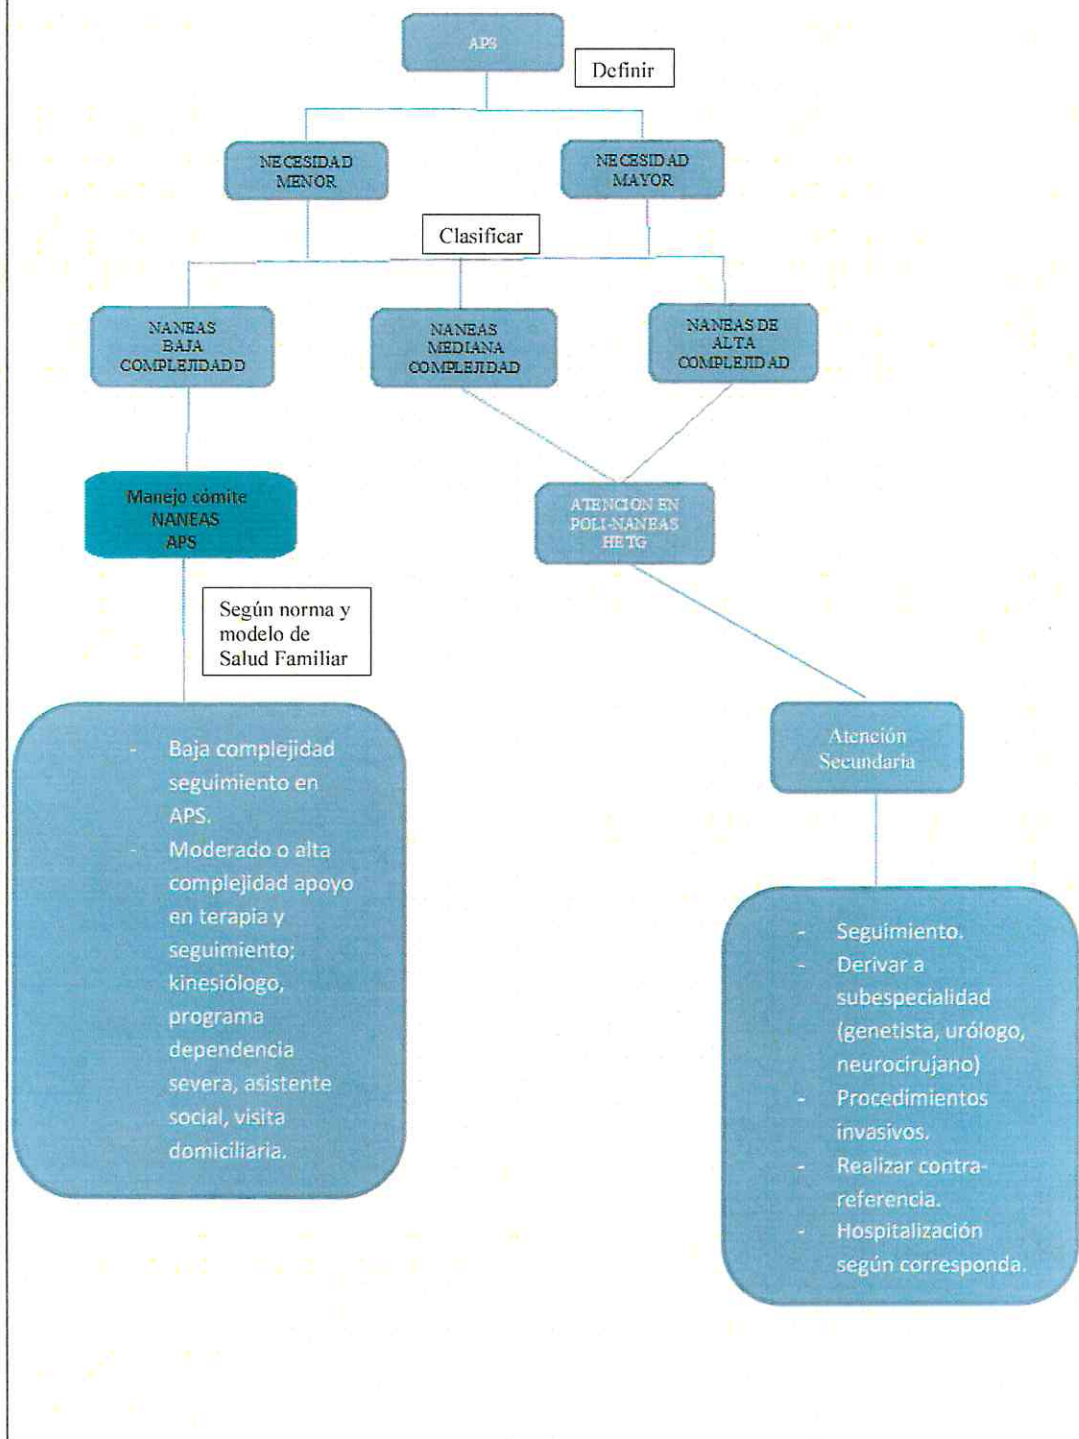 APS
Definir
NECESIDAD
MENOR
NECESIDAD
MAYOR
Clasificar
NANEAS
BAJA
COMPLEJIDADD
NANEAS
MEDIANA
COMPLEJIDAD
NANEAS DE
ALTA
COMPLEJIDAD
Manejo cómite
NANEAS
APS
ATENCION EN
POLI-NANEAS
HETG
Según norma y
modelo de
Salud Familiar
Atención
Secundaria
- Baja complejidad
seguimiento en
APS.
- Moderado o alta
complejidad apoyo
en terapia y
seguimiento;
kinesiólogo,
programa
dependencia
severa, asistente
social, visita
domiciliaria.
- Seguimiento.
- Derivar a
subespecialidad
(genetista, urólogo,
neurocirujano)
- Procedimientos
invasivos.
- Realizar contra-
referencia.
- Hospitalización
según corresponda.